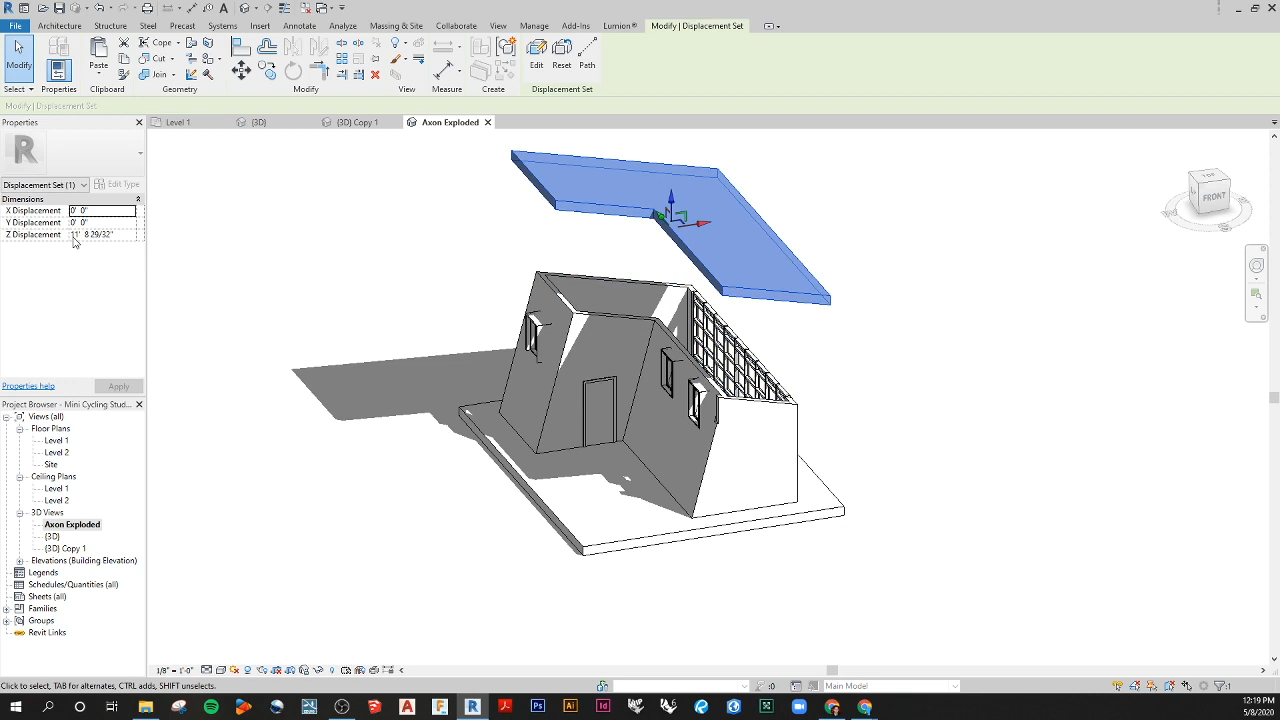 File Architecture Structure Steel Precast Systems Insert Annotate Analyze Massing & Site Collaborate View Manage Add-Ins Lumion® Modify | Displacement Set
Modify Properties Paste Cope Cut Join Edit Reset Path
Select Properties Clipboard Geometry Modify View Measure Create Displacement Set
Modify | Displacement Set
Properties
Level 1 {3D} {3D} Copy 1 Axon Exploded
Displacement Set (1) Edit Type
Dimensions
X Displacement 0' 0"
Y Displacement 0' 0"
Z Displacement 11' 8 29/32"
TOP
FRONT
Properties help Apply
Project Browser - Mini Cycling Stud...
Views (all)
Floor Plans
Level 1
Level 2
Site
Ceiling Plans
Level 1
Level 2
3D Views
Axon Exploded
{3D}
{3D} Copy 1
Elevations (Building Elevation)
Legends
Schedules/Quantities (all)
Sheets (all)
Families
Groups
Revit Links
1/8" = 1'-0"
Click to select, TAB for alternates, CTRL adds, SHIFT unselects. :0 Main Model :1
12:19 PM
5/8/2020